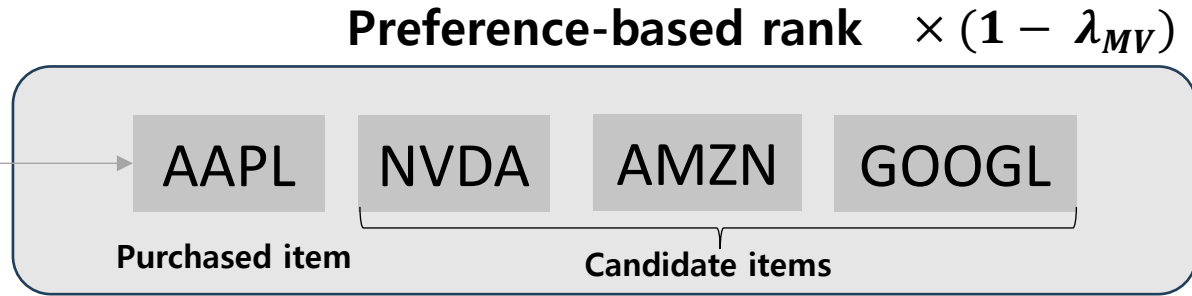 Preference-based rank × (1 − λ_MV)
AAPL NVDA AMZN GOOGL
Purchased item Candidate items